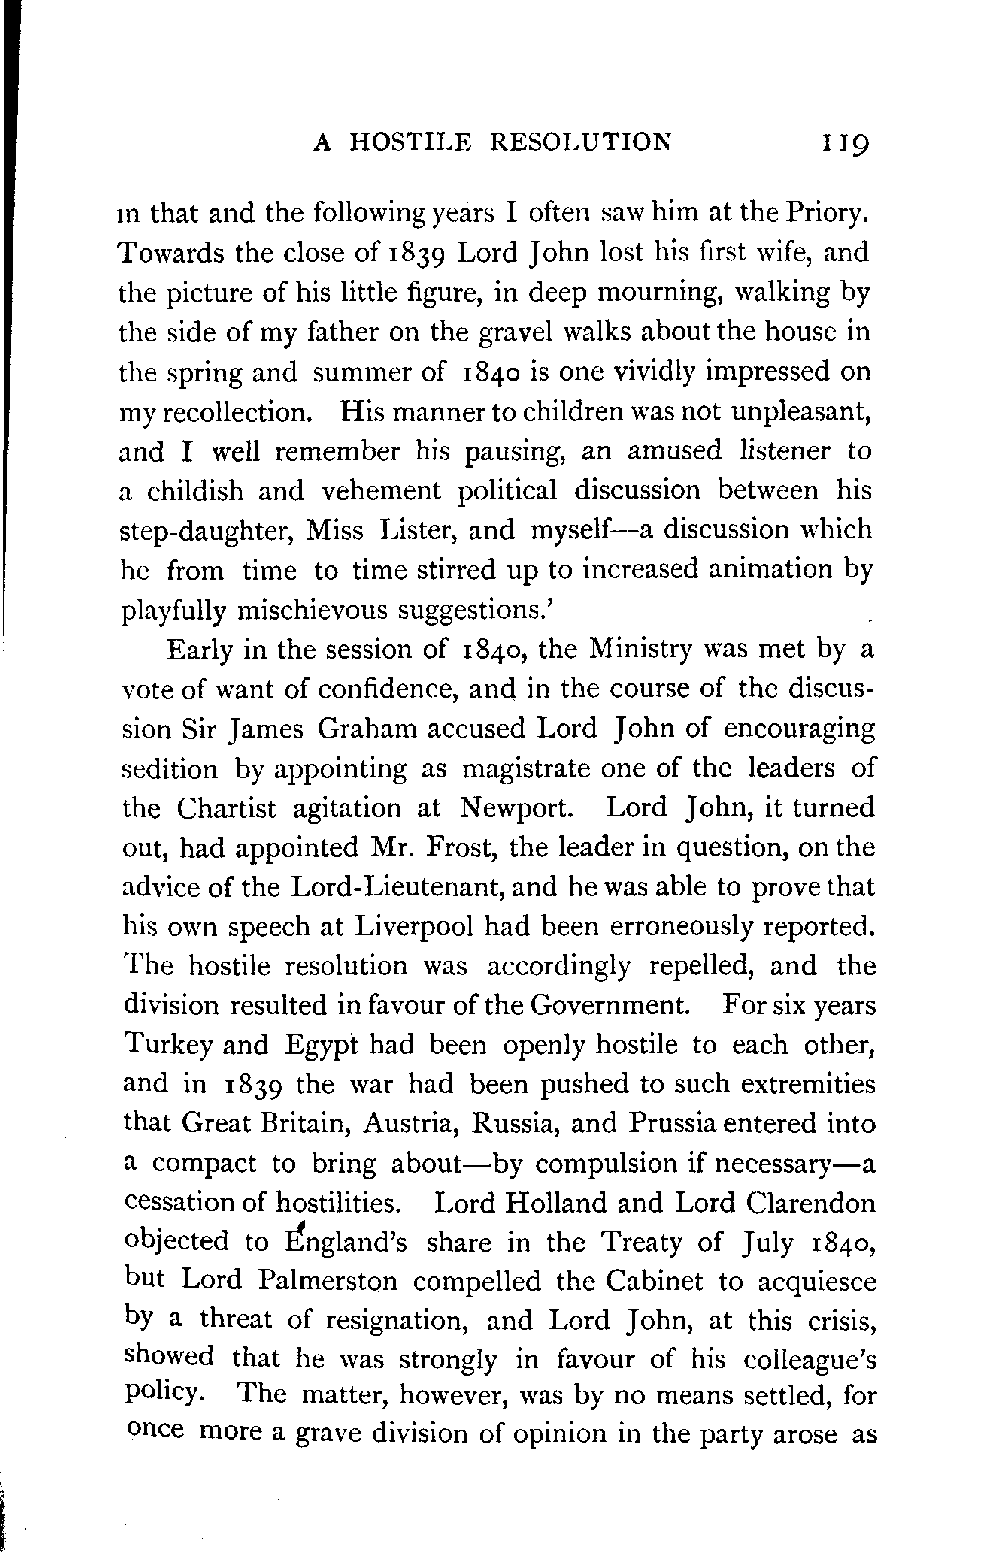 A HOSTILE RESOLUTION 119
in that and the following years I often saw him at the Priory.
Towards the close of 1839 Lord John lost his first wife, and
the picture of his little figure, in deep mourning, walking by
the side of my father on the gravel walks about the house in
the spring and summer of 1840 is one vividly impressed on
my recollection. His manner to children was not unpleasant,
and I well remember his pausing, an amused listener to
a childish and vehement political discussion between his
step-daughter, Miss Lister, and myself—a discussion which
he from time to time stirred up to increased animation by
playfully mischievous suggestions.’
Early in the session of 1840, the Ministry was met by a
vote of want of confidence, and in the course of the discus-
sion Sir James Graham accused Lord John of encouraging
sedition by appointing as magistrate one of the leaders of
the Chartist agitation at Newport. Lord John, it turned
out, had appointed Mr. Frost, the leader in question, on the
advice of the Lord-Lieutenant, and he was able to prove that
his own speech at Liverpool had been erroneously reported.
The hostile resolution was accordingly repelled, and the
division resulted in favour of the Government. For six years
Turkey and Egypt had been openly hostile to each other,
and in 1839 the war had been pushed to such extremities
that Great Britain, Austria, Russia, and Prussia entered into
a compact to bring about—by compulsion if necessary—a
cessation of hostilities. Lord Holland and Lord Clarendon
objected to England’s share in the Treaty of July 1840,
but Lord Palmerston compelled the Cabinet to acquiesce
by a threat of resignation, and Lord John, at this crisis,
showed that he was strongly in favour of his colleague’s
policy. The matter, however, was by no means settled, for
once more a grave division of opinion in the party arose as